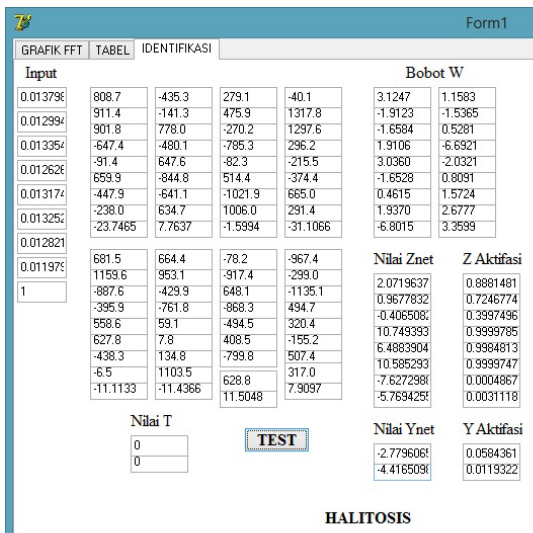 Form1
GRAFIK FFT TABEL IDENTIFIKASI
Input Bobot W
0.013798
0.012994
0.013354
0.012626
0.013174
0.013252
0.012821
0.011979
1
808.7 -435.3 279.1 -40.1 3.1247 1.1583
911.4 -141.3 475.9 1317.8 -1.9123 -1.5365
901.8 778.0 -270.2 1297.6 -1.6584 0.5281
-647.4 -480.1 -785.3 296.2 1.9106 -6.6921
-91.4 647.6 -82.3 -215.5 3.0360 -2.0321
659.9 -844.8 514.4 -374.4 -1.6528 0.8091
-447.9 -641.1 -1021.9 665.0 0.4615 1.5724
-238.0 634.7 1006.0 291.4 1.9370 2.6777
-23.7465 7.7637 -1.5994 -31.1066 -6.8015 3.3599
681.5 664.4 -78.2 -967.4
1159.6 953.1 -917.4 -299.0
-887.6 -429.9 648.1 -1135.1
-395.9 -761.8 -868.3 494.7
558.6 59.1 -494.5 320.4
627.8 7.8 408.5 -155.2
-438.3 134.8 -799.8 507.4
-6.5 1103.5 628.8 317.0
-11.1133 -11.4366 11.5048 7.9097
Nilai Znet Z Aktifasi
2.0719637 0.8881481
0.9677832 0.7246774
-0.4065082 0.3997496
10.749393 0.9999785
6.4883904 0.9984813
10.585293 0.9999747
-7.6272988 0.0004867
-5.7694255 0.0031118
Nilai T
0
0
TEST
Nilai Ynet Y Aktifasi
-2.7796065 0.0584361
-4.4165098 0.0119322
HALITOSIS